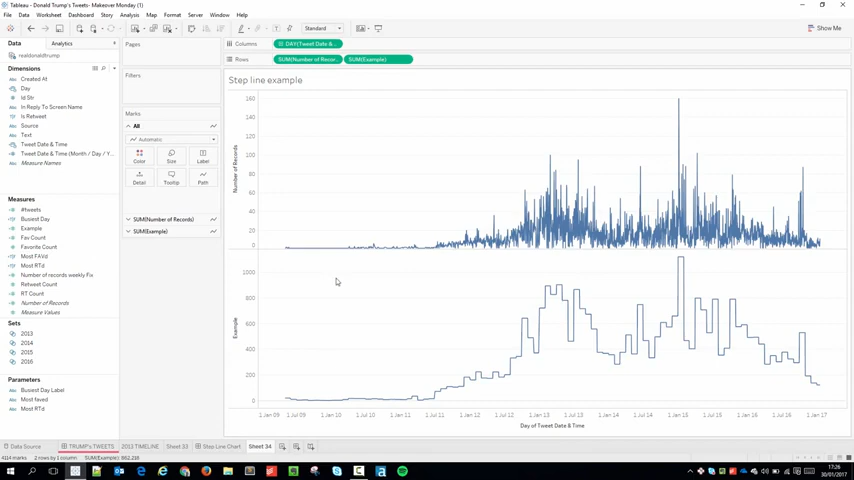 Tableau - Donald Trump's Tweets- Makeover Monday (1)
File Data Worksheet Dashboard Story Analysis Map Format Server Window Help
Standard
Show Me
Data Analytics
realdonaldtrump
Dimensions
Created At
Day
Id Str
In Reply To Screen Name
Is Retweet
Source
Text
Tweet Date & Time
Tweet Date & Time (Month / Day / Y...
Measure Names
Measures
#tweets
Busiest Day
Example
Fav Count
Favorite Count
Most FAVd
Most RTd
Number of records weekly Fix
Retweet Count
RT Count
Number of Records
Measure Values
Sets
2013
2014
2015
2016
Parameters
Busiest Day Label
Most faved
Most RTd
Pages
Filters
Marks
All
Automatic
Color Size Label
Detail Tooltip Path
SUM(Number of Records)
SUM(Example)
Columns
DAY(Tweet Date &..
Rows
SUM(Number of Recor.. SUM(Example)
Step line example
Number of Records
160
140
120
100
80
60
40
20
0
Example
1000
800
600
400
200
0
1 Jan 09 1 Jul 09 1 Jan 10 1 Jul 10 1 Jan 11 1 Jul 11 1 Jan 12 1 Jul 12 1 Jan 13 1 Jul 13 1 Jan 14 1 Jul 14 1 Jan 15 1 Jul 15 1 Jan 16 1 Jul 16 1 Jan 17
Day of Tweet Date & Time
Data Source TRUMP's TWEETS 2013 TIMELINE Sheet 33 Step Line Chart Sheet 34
4114 marks 2 rows by 1 column SUM(Example): 862,218
17:26
30/01/2017